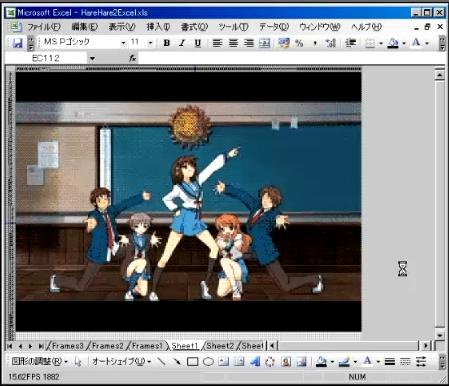 Microsoft Excel - HareHare2Excel.xls
ファイル(F) 編集(E) 表示(V) 挿入(I) 書式(O) ツール(T) データ(D) ウィンドウ(W) ヘルプ(H)
MS Pゴシック 11 B I U
EC112 fx
Frames3 Frames2 Frames1 Sheet1 Sheet2 Sheet
図形の調整(R) オートシェイプ(U)
15.62FPS 1882 NUM